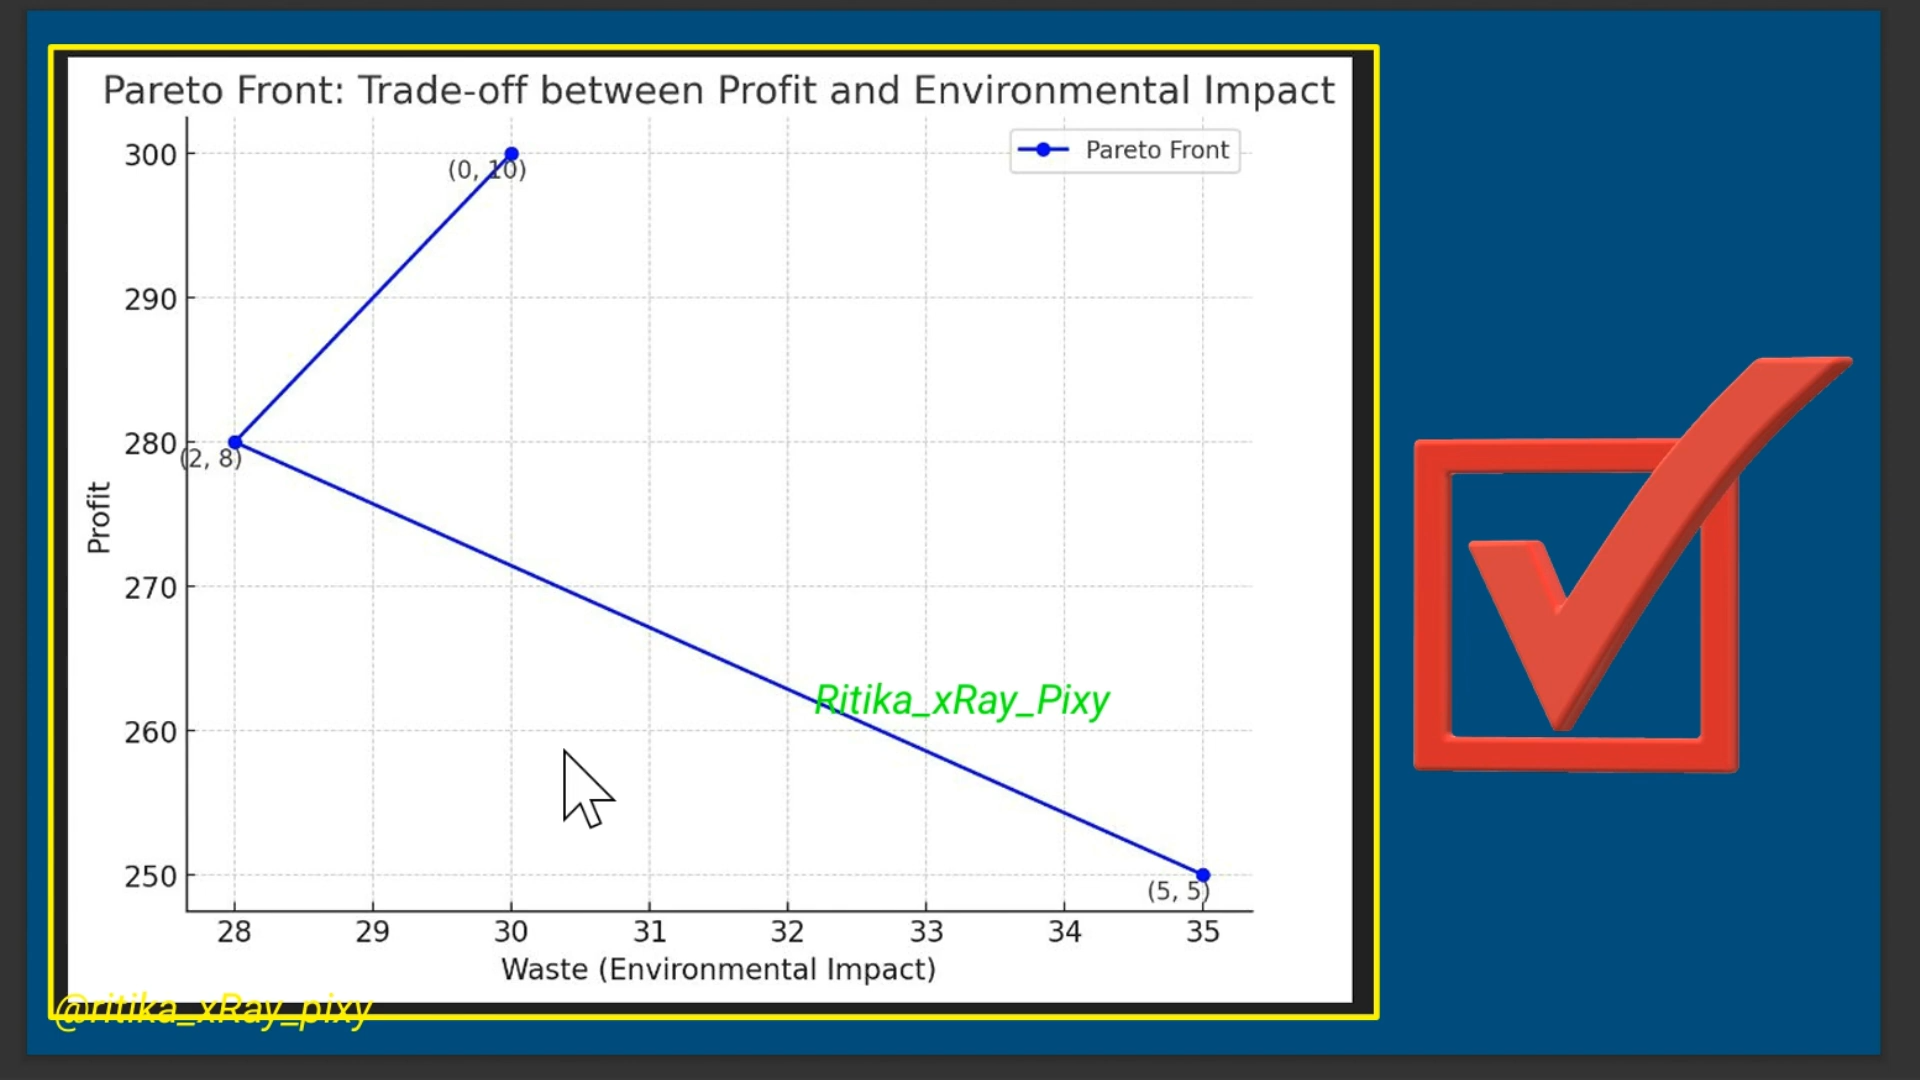 Pareto Front: Trade-off between Profit and Environmental Impact
Pareto Front
300
(0, 10)
290
280
(2, 8)
Profit
270
Ritika_xRay_Pixy
260
250
(5, 5)
28 29 30 31 32 33 34 35
Waste (Environmental Impact)
@ritika_xRay_pixy